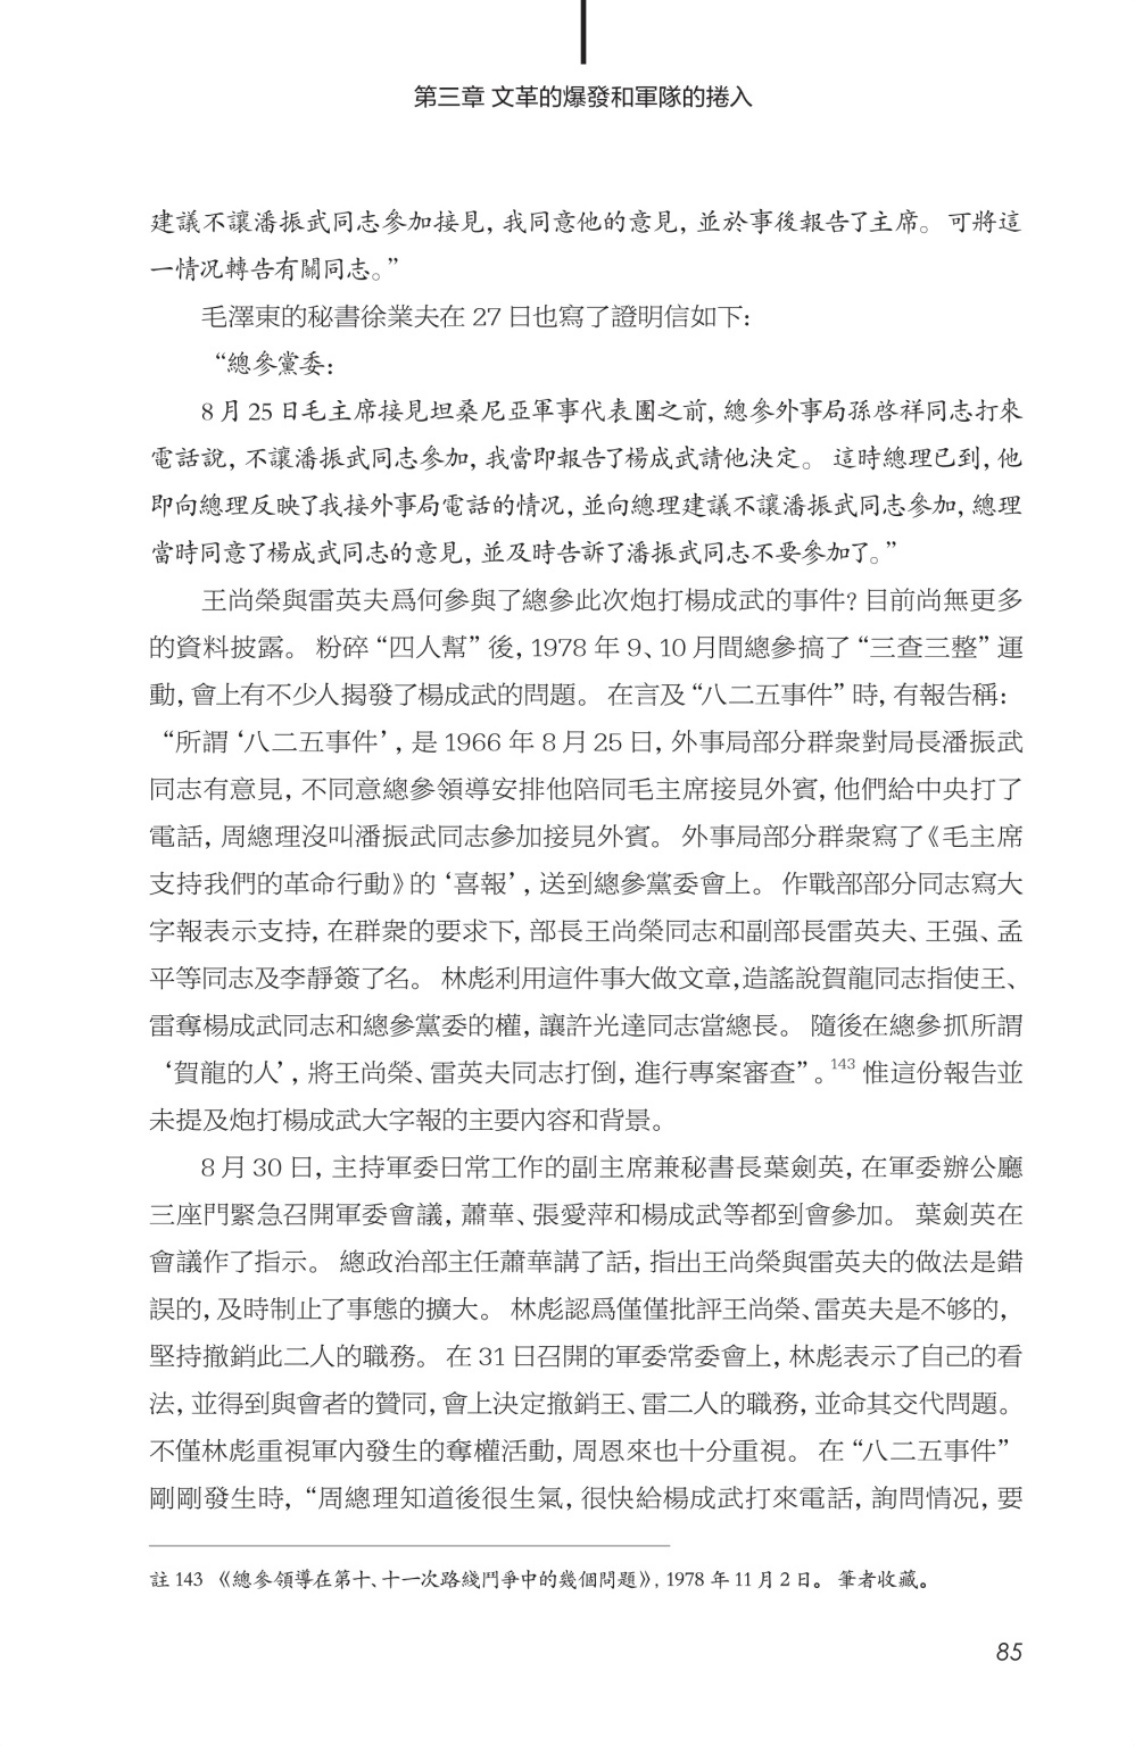 第三章 文革的爆發和軍隊的捲入
建議不讓潘振武同志參加接見, 我同意他的意見, 並於事後報告了主席。 可將這
一情況轉告有關同志。”
毛澤東的秘書徐業夫在 27 日也寫了證明信如下:
“總參黨委:
8 月 25 日毛主席接見坦桑尼亞軍事代表團之前, 總參外事局孫啓祥同志打來
電話說, 不讓潘振武同志參加, 我當即報告了楊成武請他決定。 這時總理已到, 他
即向總理反映了我接外事局電話的情況, 並向總理建議不讓潘振武同志參加, 總理
當時同意了楊成武同志的意見, 並及時告訴了潘振武同志不要參加了。”
王尚榮與雷英夫爲何參與了總參此次炮打楊成武的事件? 目前尚無更多
的資料披露。 粉碎 “四人幫” 後, 1978 年 9、10 月間總參搞了 “三查三整” 運
動, 會上有不少人揭發了楊成武的問題。 在言及 “八二五事件” 時, 有報告稱:
“所謂 ‘八二五事件’, 是 1966 年 8 月 25 日, 外事局部分群衆對局長潘振武
同志有意見, 不同意總參領導安排他陪同毛主席接見外賓, 他們給中央打了
電話, 周總理沒叫潘振武同志參加接見外賓。 外事局部分群衆寫了《毛主席
支持我們的革命行動》的 ‘喜報’, 送到總參黨委會上。 作戰部部分同志寫大
字報表示支持, 在群衆的要求下, 部長王尚榮同志和副部長雷英夫、王强、孟
平等同志及李靜簽了名。 林彪利用這件事大做文章,造謠說賀龍同志指使王、
雷奪楊成武同志和總參黨委的權, 讓許光達同志當總長。 隨後在總參抓所謂
‘賀龍的人’, 將王尚榮、雷英夫同志打倒, 進行專案審查”。143 惟這份報告並
未提及炮打楊成武大字報的主要內容和背景。
8 月 30 日, 主持軍委日常工作的副主席兼秘書長葉劍英, 在軍委辦公廳
三座門緊急召開軍委會議, 蕭華、張愛萍和楊成武等都到會參加。 葉劍英在
會議作了指示。 總政治部主任蕭華講了話, 指出王尚榮與雷英夫的做法是錯
誤的, 及時制止了事態的擴大。 林彪認爲僅僅批評王尚榮、雷英夫是不够的,
堅持撤銷此二人的職務。 在 31 日召開的軍委常委會上, 林彪表示了自己的看
法, 並得到與會者的贊同, 會上決定撤銷王、雷二人的職務, 並命其交代問題。
不僅林彪重視軍內發生的奪權活動, 周恩來也十分重視。 在 “八二五事件”
剛剛發生時, “周總理知道後很生氣, 很快給楊成武打來電話, 詢問情況, 要
註 143 《總參領導在第十、十一次路綫鬥爭中的幾個問題》, 1978 年 11 月 2 日。 筆者收藏。
85